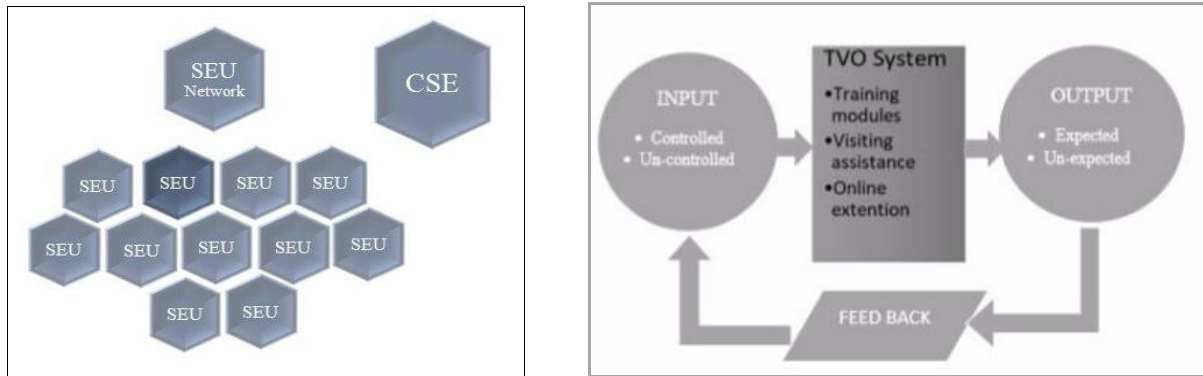 SEU
Network
CSE
SEU
SEU
SEU
SEU
SEU
SEU
SEU
SEU
SEU
SEU
SEU
INPUT
• Controlled
• Un-controlled
TVO System
•Training
modules
•Visiting
assistance
•Online
extention
OUTPUT
• Expected
• Un-expected
FEED BACK